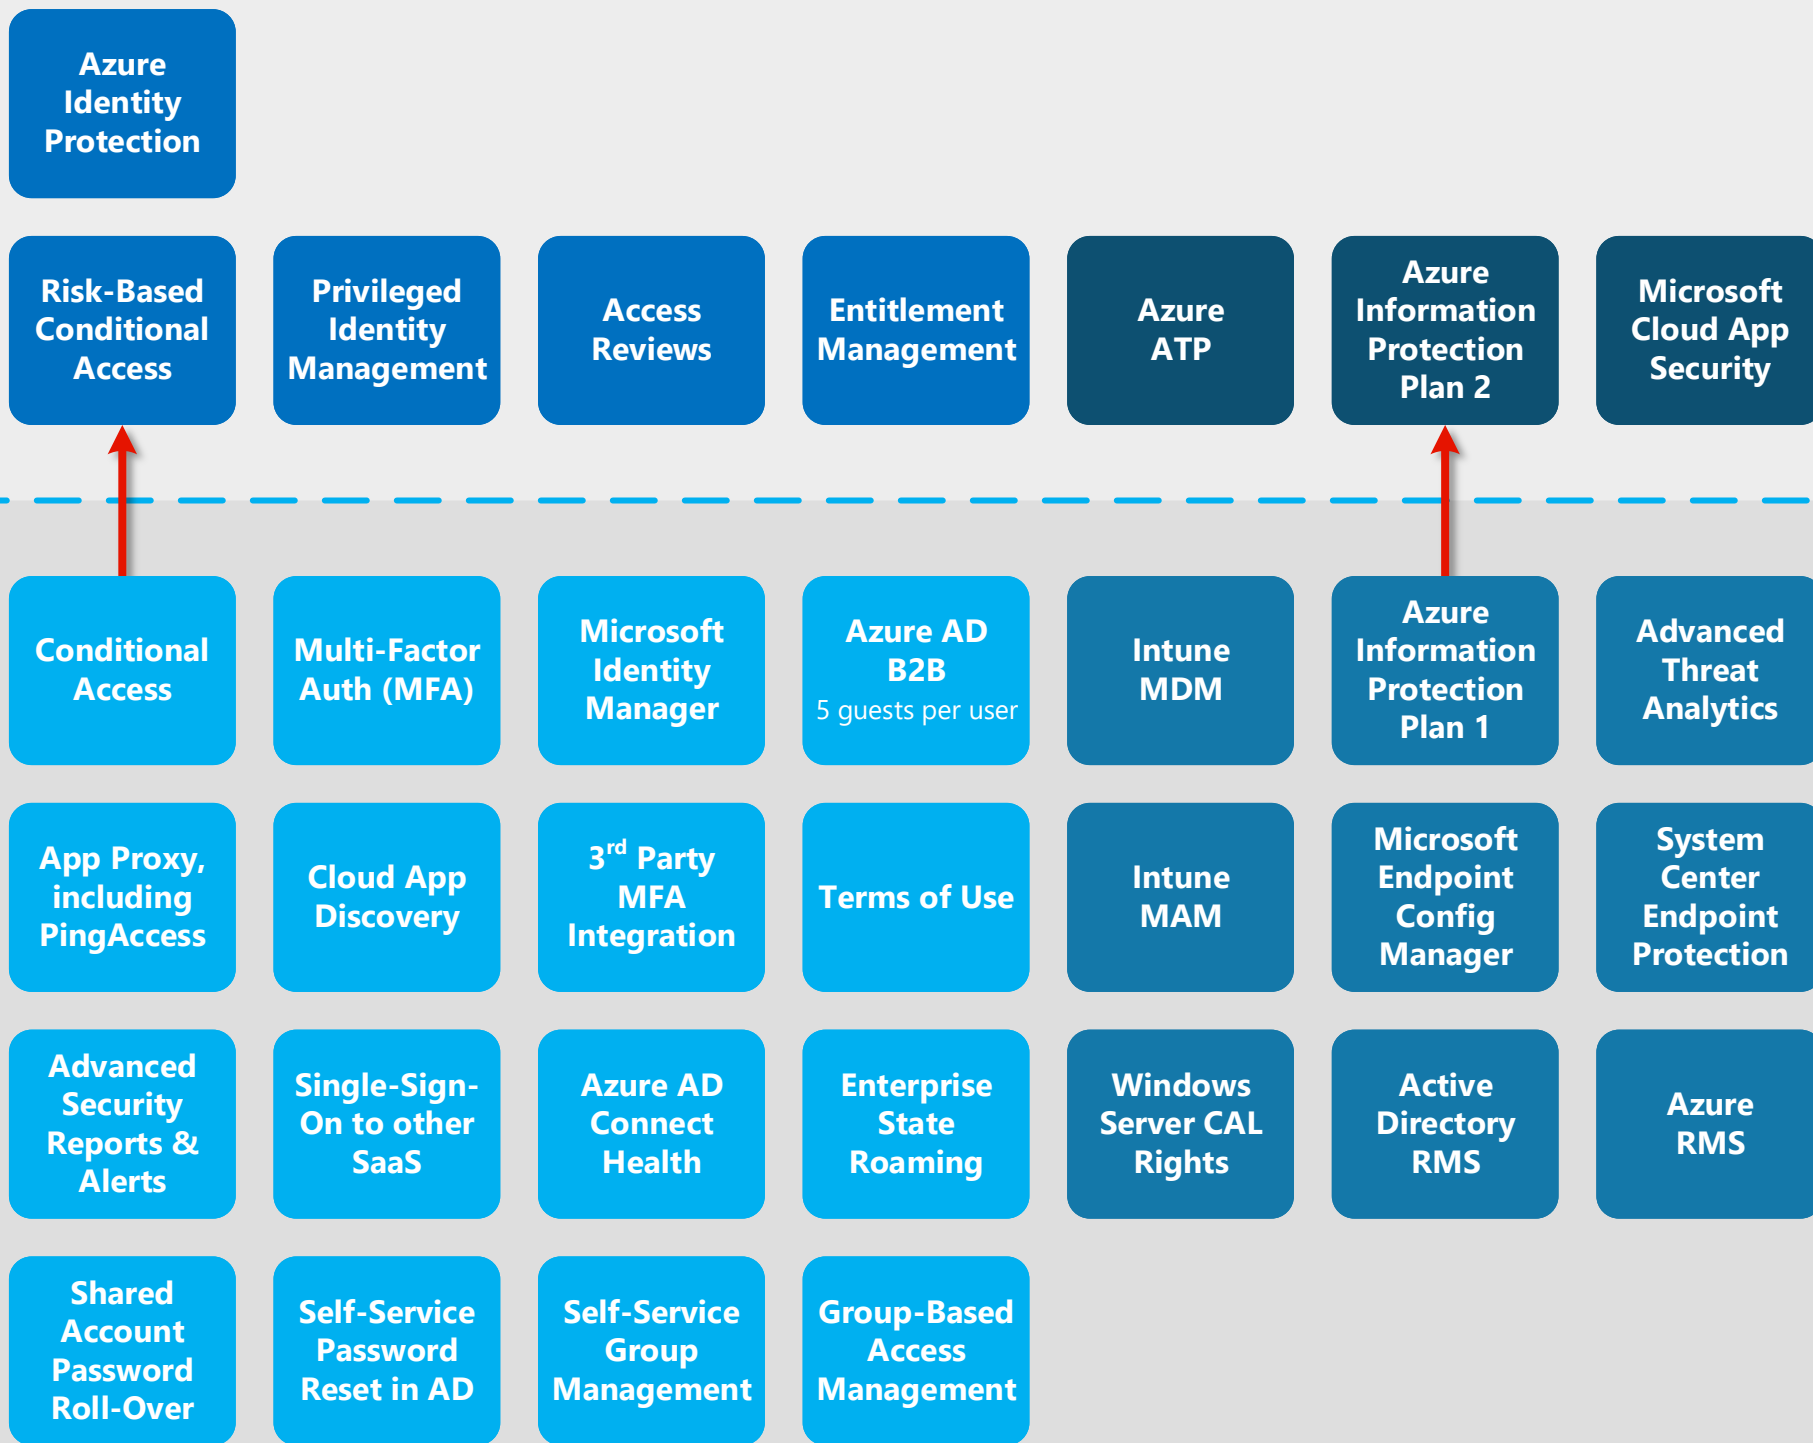 Azure
Identity
Protection
Risk-Based
Conditional
Access
Privileged
Identity
Management
Access
Reviews
Entitlement
Management
Azure
ATP
Azure
Information
Protection
Plan 2
Microsoft
Cloud App
Security
Conditional
Access
Multi-Factor
Auth (MFA)
Microsoft
Identity
Manager
Azure AD
B2B
5 guests per user
Intune
MDM
Azure
Information
Protection
Plan 1
Advanced
Threat
Analytics
App Proxy,
including
PingAccess
Cloud App
Discovery
3rd Party
MFA
Integration
Terms of Use
Intune
MAM
Microsoft
Endpoint
Config
Manager
System
Center
Endpoint
Protection
Advanced
Security
Reports &
Alerts
Single-Sign-
On to other
SaaS
Azure AD
Connect
Health
Enterprise
State
Roaming
Windows
Server CAL
Rights
Active
Directory
RMS
Azure
RMS
Shared
Account
Password
Roll-Over
Self-Service
Password
Reset in AD
Self-Service
Group
Management
Group-Based
Access
Management